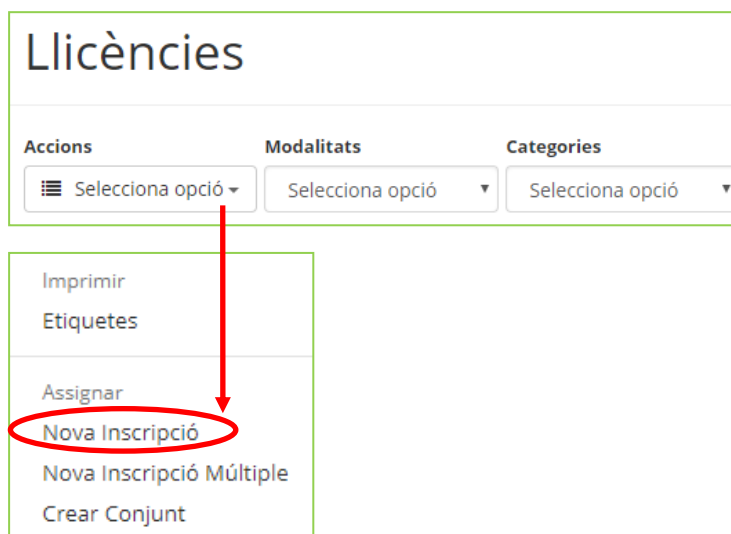 Llicències
Accions Modalitats Categories
Selecciona opció Selecciona opció Selecciona opció
Imprimir
Etiquetes
Assignar
Nova Inscripció
Nova Inscripció Múltiple
Crear Conjunt